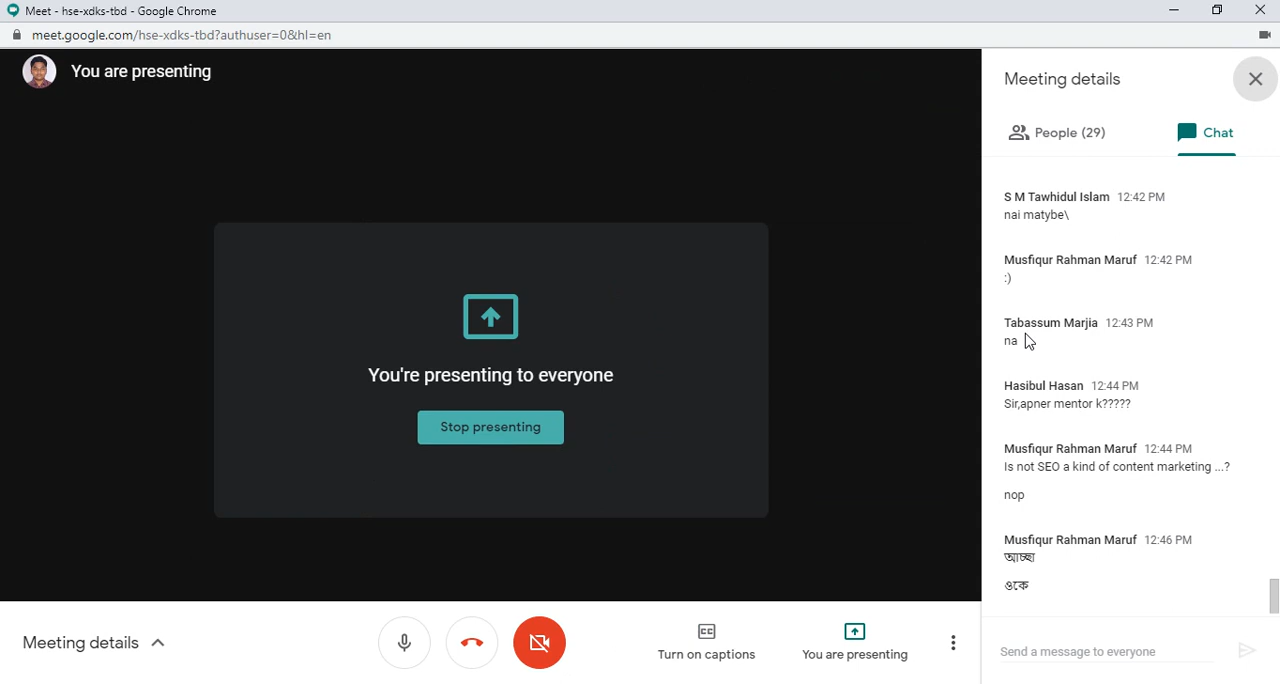 Meet - hse-xdks-tbd - Google Chrome
meet.google.com/hse-xdks-tbd?authuser=0&hl=en
You are presenting
You're presenting to everyone
Stop presenting
Meeting details
Turn on captions
You are presenting
Meeting details
People (29)
Chat
S M Tawhidul Islam 12:42 PM
nai matybe\
Musfiqur Rahman Maruf 12:42 PM
:)
Tabassum Marjia 12:43 PM
na
Hasibul Hasan 12:44 PM
Sir,apner mentor k?????
Musfiqur Rahman Maruf 12:44 PM
Is not SEO a kind of content marketing ...?
nop
Musfiqur Rahman Maruf 12:46 PM
আচ্ছা
ওকে
Send a message to everyone